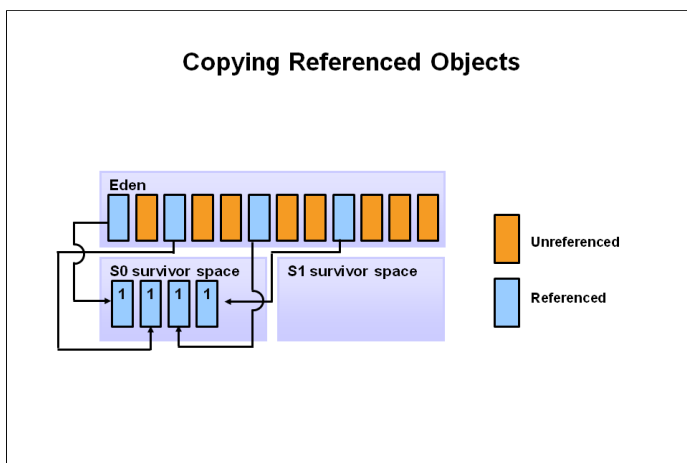 Copying Referenced Objects
Eden
S0 survivor space
S1 survivor space
1 1 1 1
Unreferenced
Referenced